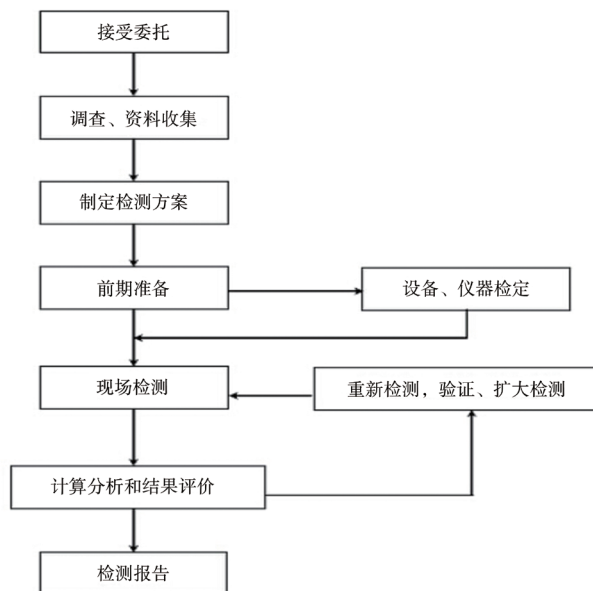 接受委托
调查、资料收集
制定检测方案
前期准备
设备、仪器检定
现场检测
重新检测，验证、扩大检测
计算分析和结果评价
检测报告